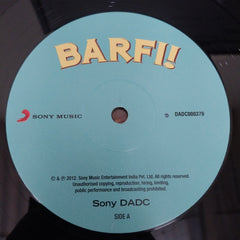 BARFI!
SONY MUSIC
℗ DADC000379
© & ℗ 2012. Sony Music Entertainment India Pvt. Ltd. All rights reserved.
Unauthorised copying, reproduction, hiring, lending,
public performance and broadcasting prohibited.
Sony DADC
SIDE A